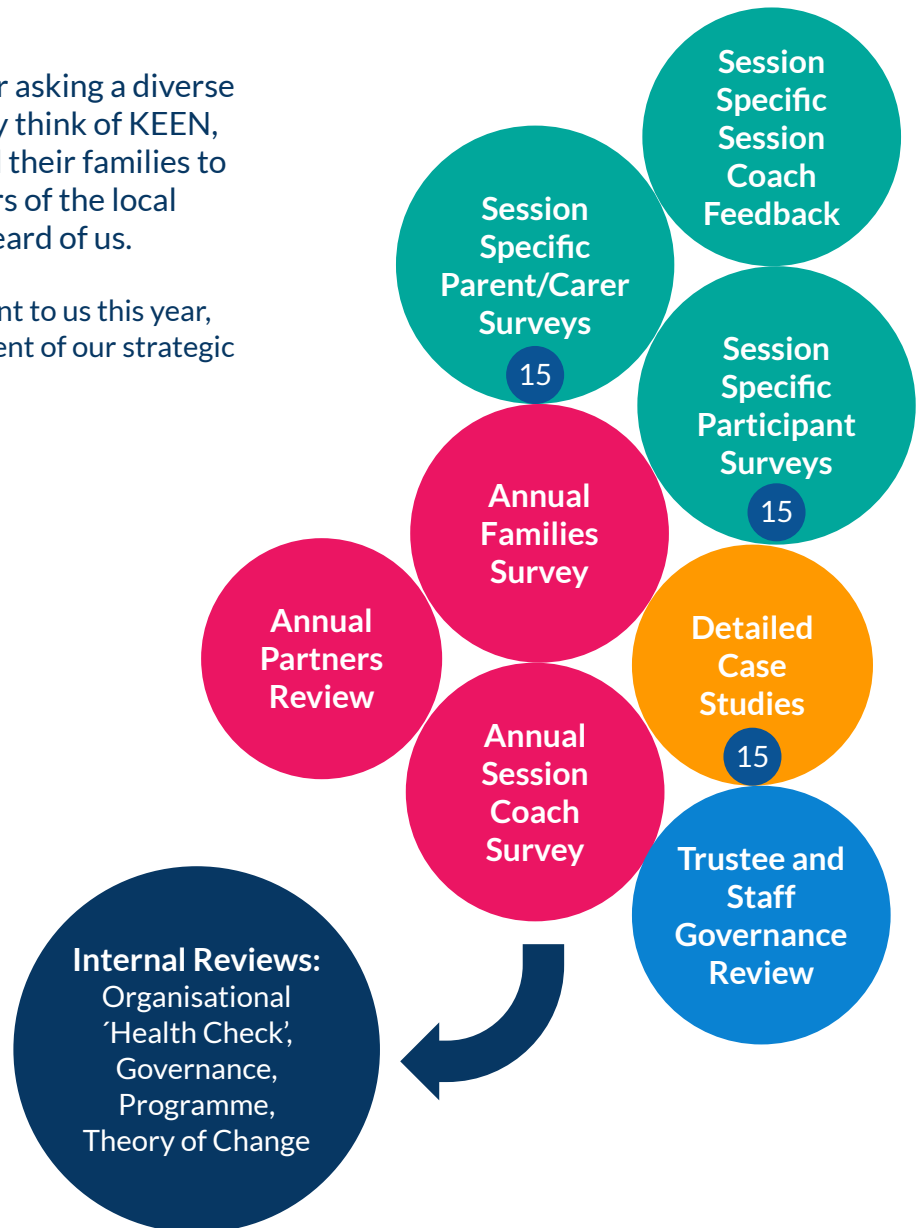 r asking a diverse
y think of KEEN,
d their families to
rs of the local
eard of us.
nt to us this year,
ent of our strategic
Session
Specific
Session
Coach
Feedback
Session
Specific
Parent/Carer
Surveys
15
Session
Specific
Participant
Surveys
15
Annual
Families
Survey
Annual
Partners
Review
Detailed
Case
Studies
15
Annual
Session
Coach
Survey
Trustee and
Staff
Governance
Review
Internal Reviews:
Organisational
´Health Check’,
Governance,
Programme,
Theory of Change